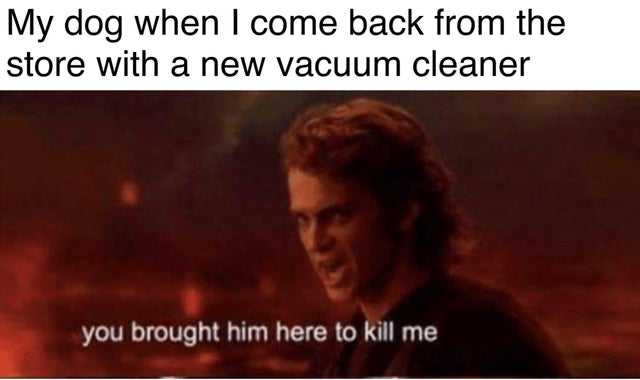 My dog when I come back from the
store with a new vacuum cleaner
you brought him here to kill me